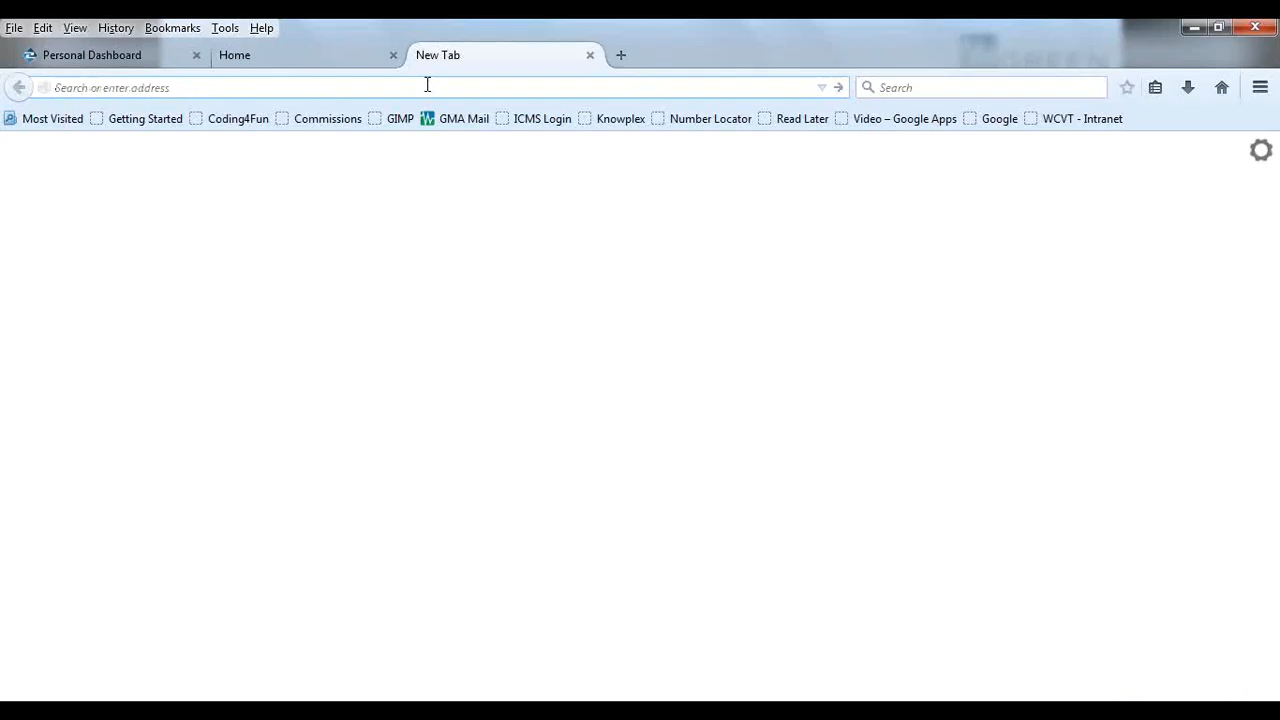 File Edit View History Bookmarks Tools Help
Personal Dashboard Home New Tab
Search or enter address Search
Most Visited Getting Started Coding4Fun Commissions GIMP GMA Mail ICMS Login Knowplex Number Locator Read Later Video – Google Apps Google WCVT - Intranet